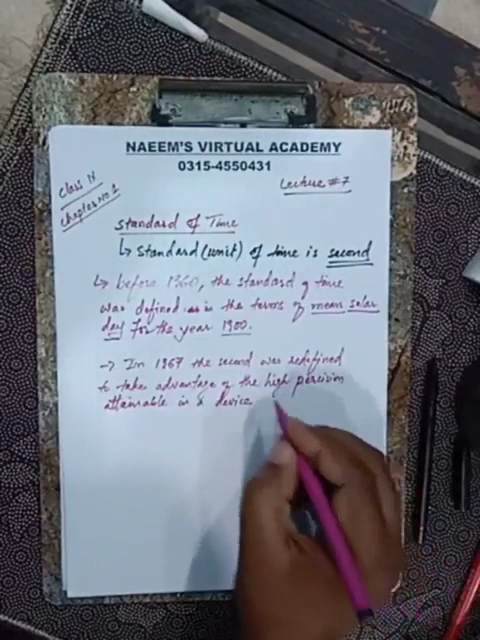 NAEEM'S VIRTUAL ACADEMY
0315-4550431
Lecture #7
Class IX
Chapter No 1
Standard of Time
↳ Standard (unit) of time is second
↳ before 1960, the standard of time
was defined in the terms of mean solar
day for the year 1900.
→ In 1967 the second was redefined
to take advantage of the high percision
attainable in a device